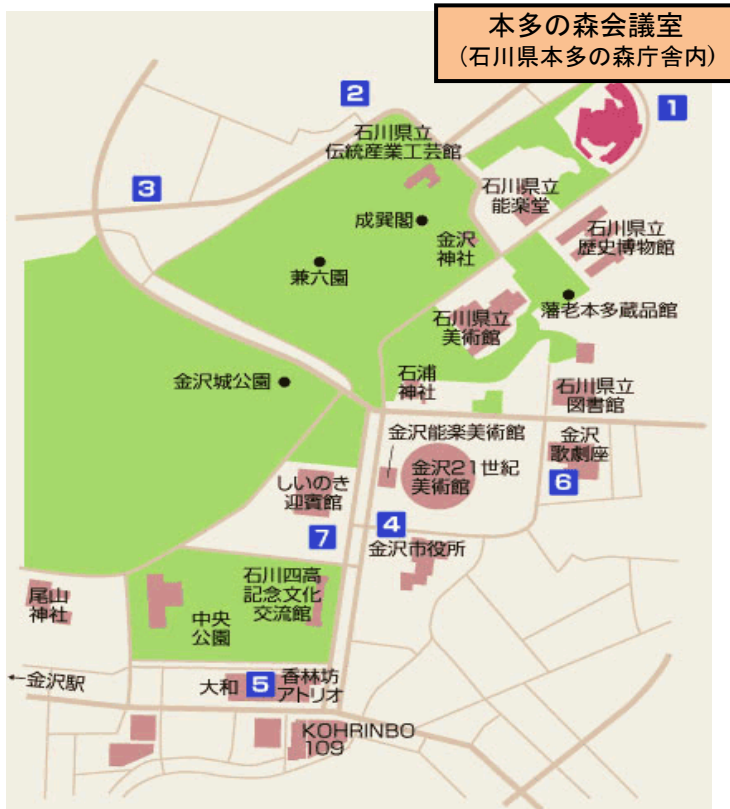 本多の森会議室
(石川県本多の森庁舎内)
2
1
石川県立
伝統産業工芸館
3
石川県立
能楽堂
成巽閣
金沢
神社
石川県立
歴史博物館
兼六園
石川県立
美術館
藩老本多蔵品館
金沢城公園
石浦
神社
石川県立
図書館
金沢能楽美術館
金沢
歌劇座
しいのき
迎賓館
金沢21世紀
美術館
6
7
4
金沢市役所
尾山
神社
石川四高
記念文化
交流館
中央
公園
←金沢駅
大和
5
香林坊
アトリオ
KOHRINBO
109